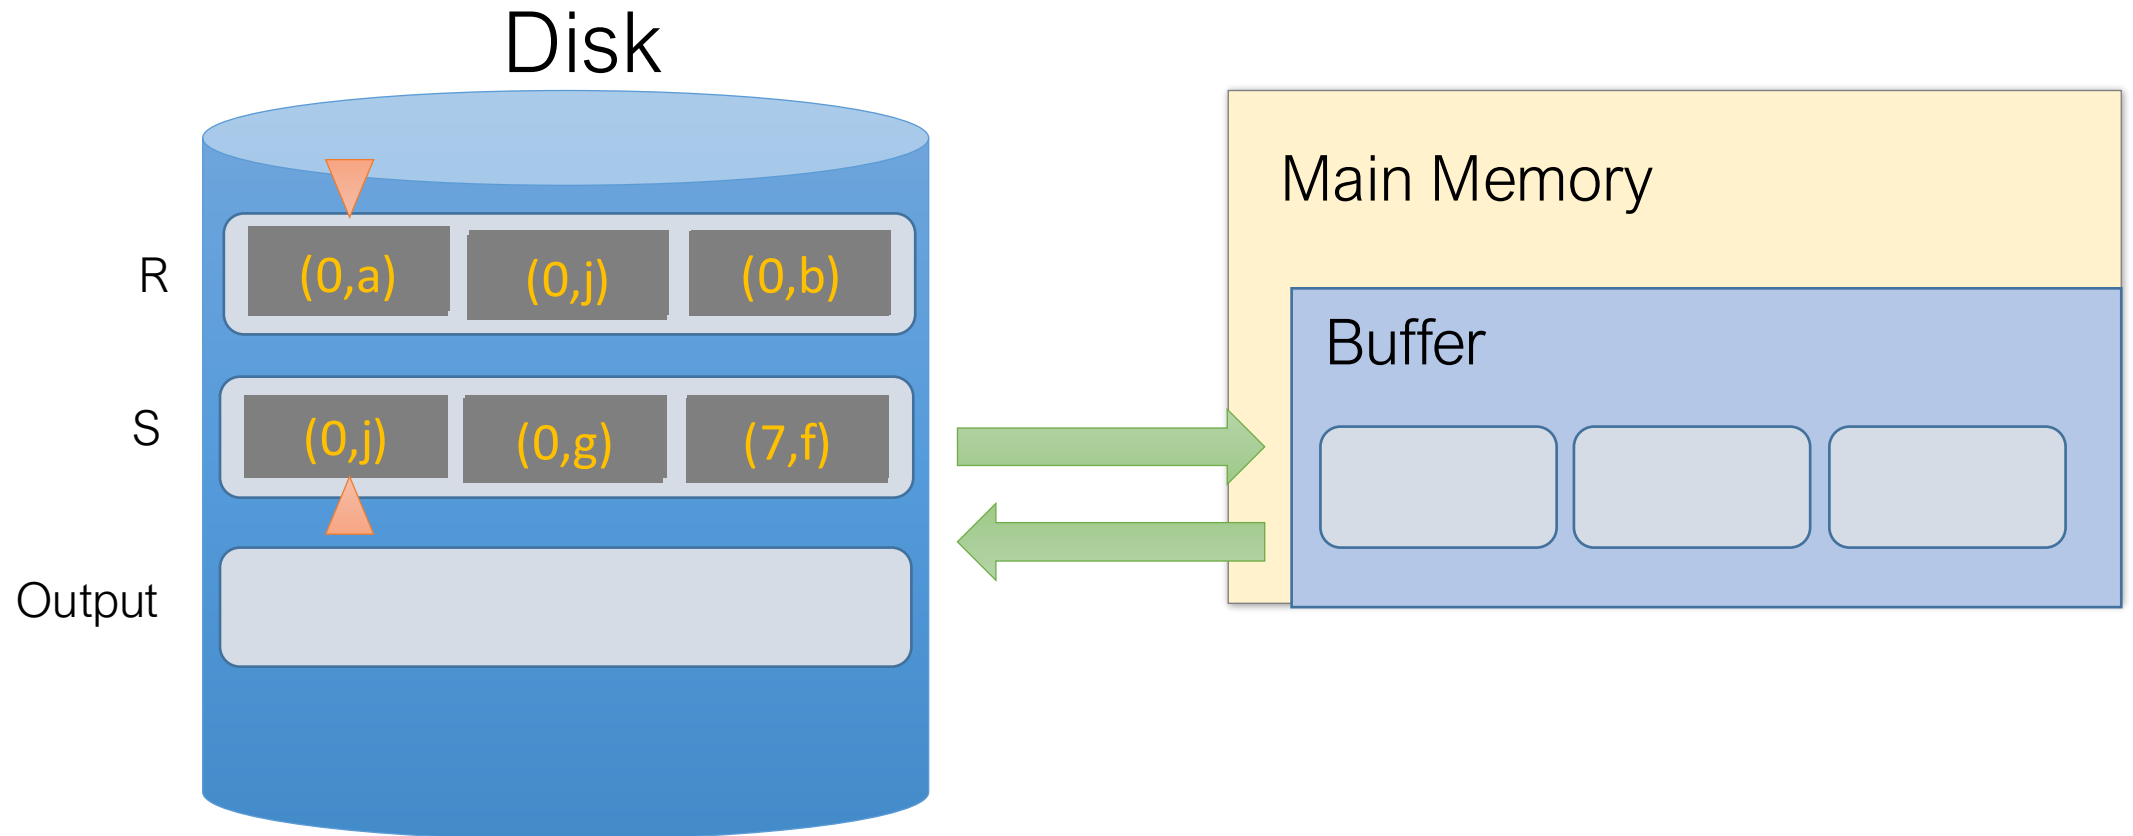 Disk
Main Memory
R
(0,a) (0,j) (0,b)
Buffer
S
(0,j) (0,g) (7,f)
Output